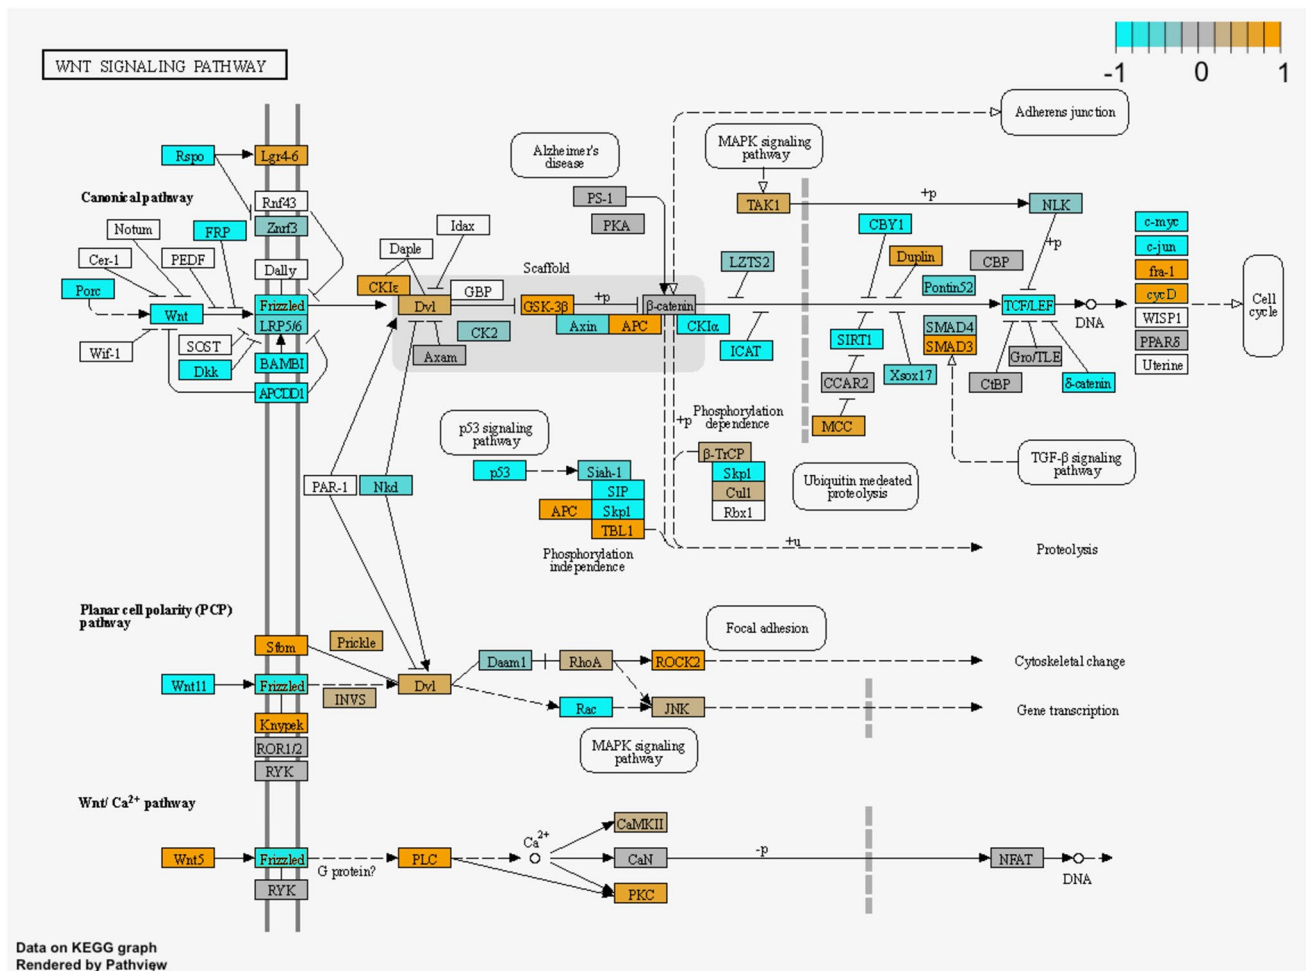 WNT SIGNALING PATHWAY
-1 0 1
Adherens junction
Alzheimer's
disease
MAPK signaling
pathway
Rspo
Lgr4-6
Canonical pathway
Rnf43
Znrf3
Notum
FRP
Cer-1
PEDF
Dally
Porc
Wnt
Frizzled
LRP5/6
Wif-1
SOST
Dkk
BAMBI
APCDD1
Idax
Daple
CKIε
Dvl
GBP
Scaffold
CK2
Axam
PS-1
PKA
GSK-3β
+p
β-catenin
Axin
APC
CKIα
LZTS2
ICAT
TAK1
+p
NLK
+p
CBY1
Duplin
CBP
Pontin52
TCF/LEF
DNA
SIRT1
SMAD4
SMAD3
Gro/TLE
CCAR2
Xsox17
CtBP
δ-catenin
MCC
c-myc
c-jun
fra-1
cycD
WISP1
PPARδ
Uterine
Cell
cycle
p53 signaling
pathway
+p
Phosphorylation
dependence
TGF-β signaling
pathway
PAR-1
Nkd
p53
Siah-1
SIP
APC
Skp1
TBL1
Phosphorylation
independence
β-TrCP
Skp1
Cul1
Rbx1
Ubiquitin medeated
proteolysis
+u
Proteolysis
Planar cell polarity (PCP)
pathway
Stbm
Prickle
Focal adhesion
Wnt11
Frizzled
INVS
Dvl
Daam1
RhoA
ROCK2
Cytoskeletal change
Rac
JNK
Gene transcription
Knypek
ROR1/2
RYK
MAPK signaling
pathway
Wnt/ Ca2+ pathway
Wnt5
Frizzled
G protein?
PLC
Ca2+
CaMKII
CaN
-p
NFAT
DNA
RYK
PKC
Data on KEGG graph
Rendered by Pathview